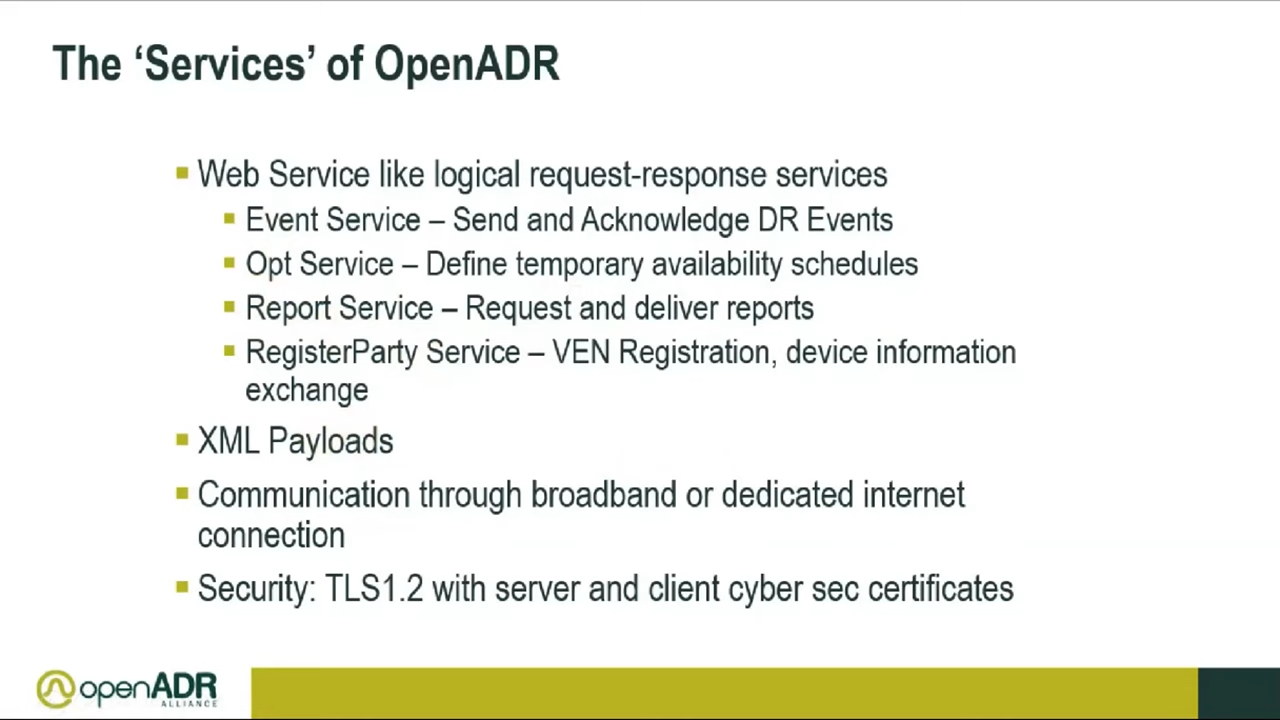 The ‘Services’ of OpenADR
Web Service like logical request-response services
Event Service – Send and Acknowledge DR Events
Opt Service – Define temporary availability schedules
Report Service – Request and deliver reports
RegisterParty Service – VEN Registration, device information
exchange
XML Payloads
Communication through broadband or dedicated internet
connection
Security: TLS1.2 with server and client cyber sec certificates
openADR
ALLIANCE